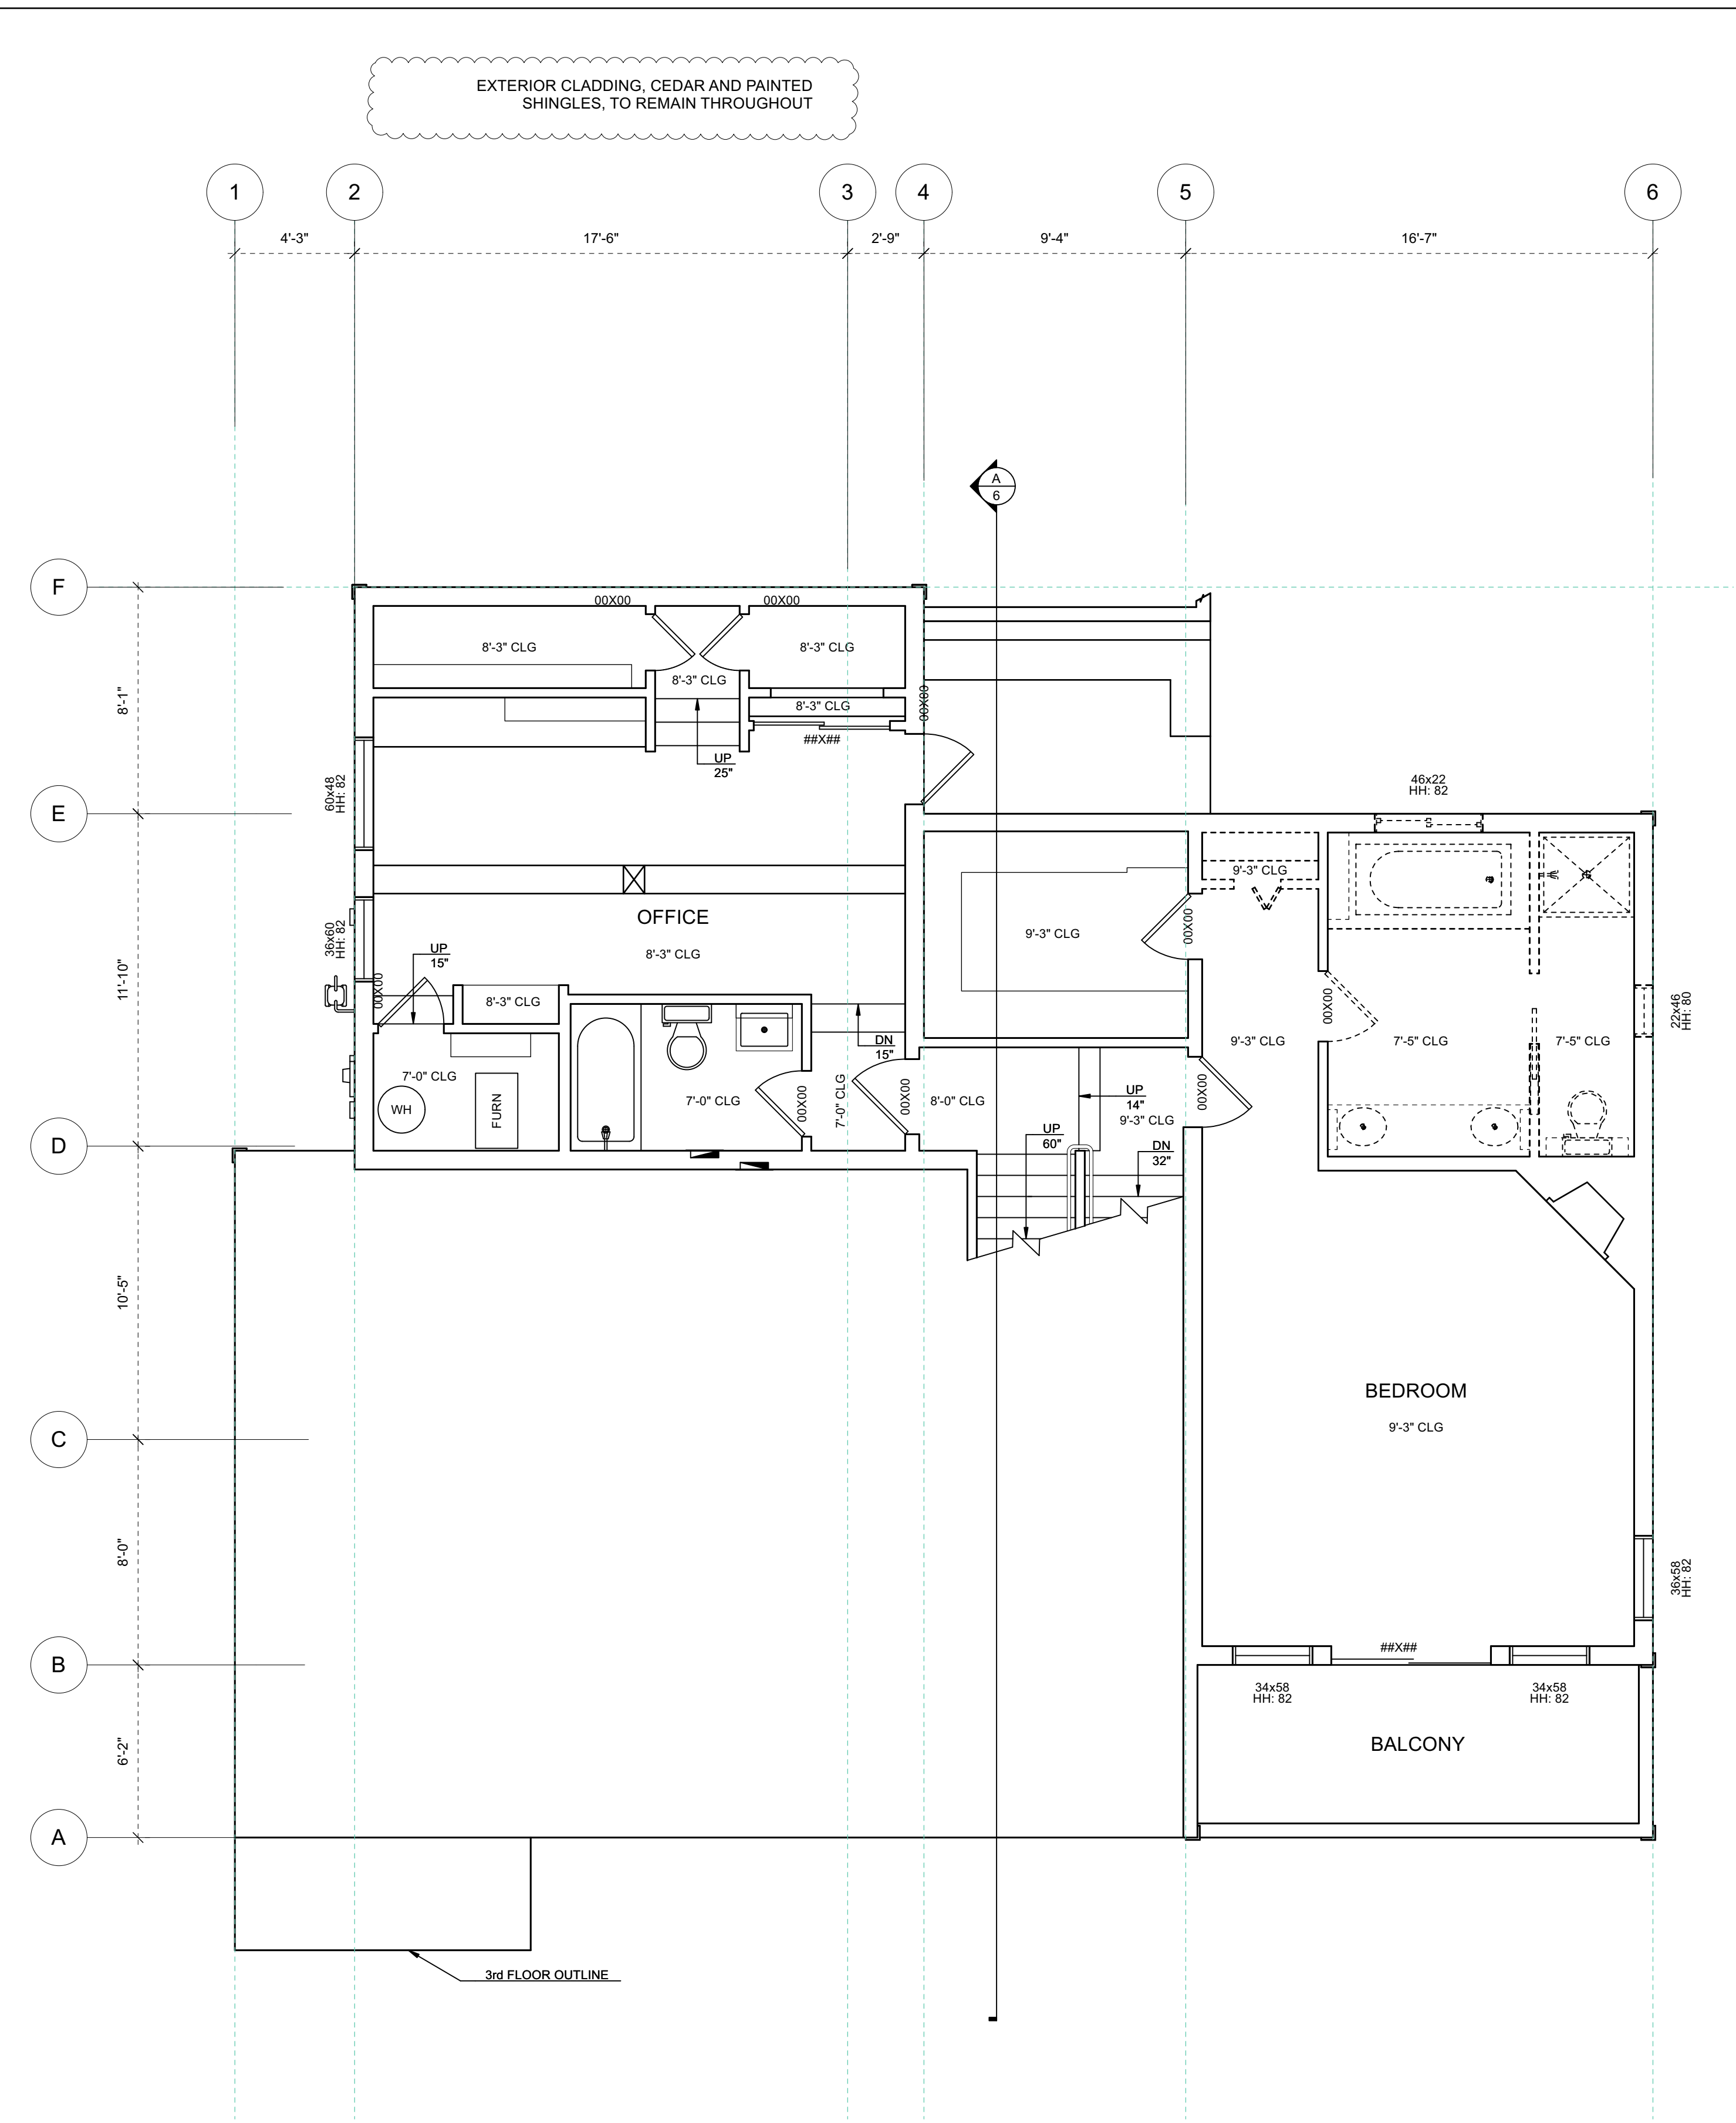 EXTERIOR CLADDING, CEDAR AND PAINTED
SHINGLES, TO REMAIN THROUGHOUT
1
2
3
4
5
6
4'-3"
17'-6"
2'-9"
9'-4"
16'-7"
A
6
F
00X00
00X00
8'-3" CLG
8'-3" CLG
8'-3" CLG
8'-1"
8'-3" CLG
00X00
##X##
UP
25"
60x48
HH: 82
46x22
HH: 82
E
9'-3" CLG
OFFICE
36x60
HH: 82
00X00
9'-3" CLG
UP
15"
8'-3" CLG
11'-10"
00X00
8'-3" CLG
00X00
22x46
HH: 80
DN
15"
9'-3" CLG
7'-5" CLG
7'-5" CLG
7'-0" CLG
WH
FURN
7'-0" CLG
00X00
7'-0" CLG
00X00
8'-0" CLG
UP
14"
9'-3" CLG
00X00
UP
60"
DN
32"
D
10'-5"
BEDROOM
9'-3" CLG
C
8'-0"
36x58
HH: 82
##X##
B
34x58
HH: 82
34x58
HH: 82
6'-2"
BALCONY
A
3rd FLOOR OUTLINE